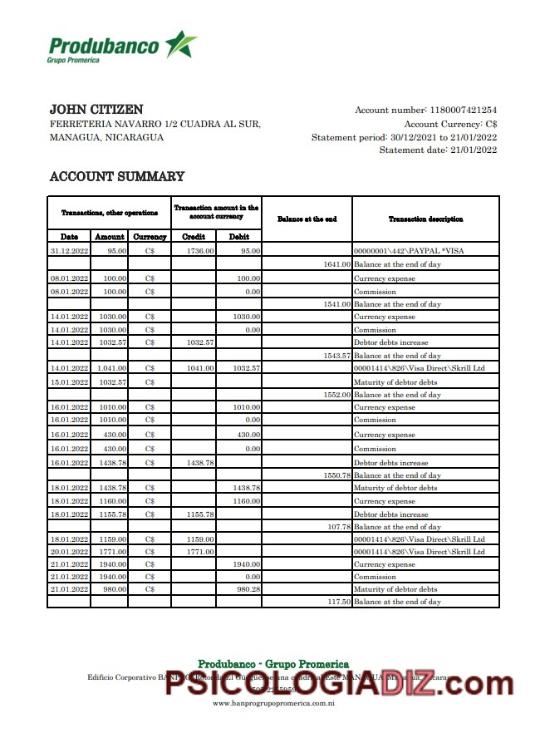 Produbanco
Grupo Promerica
JOHN CITIZEN
FERRETERIA NAVARRO 1/2 CUADRA AL SUR,
MANAGUA, NICARAGUA
Account number: 1180007421254
Account Currency: C$
Statement period: 30/12/2021 to 21/01/2022
Statement date: 21/01/2022
ACCOUNT SUMMARY
Transactions, other operations Transaction amount in the account currency Balance at the end Transaction description
Date Amount Currency Credit Debit
31.12.2022 95.00 C$ 1736.00 95.00 00000001\442\PAYPAL *VISA
1641.00 Balance at the end of day
08.01.2022 100.00 C$ 100.00 Currency expense
08.01.2022 100.00 C$ 0.00 Commission
1541.00 Balance at the end of day
14.01.2022 1030.00 C$ 1030.00 Currency expense
14.01.2022 1030.00 C$ 0.00 Commission
14.01.2022 1032.57 C$ 1032.57 Debtor debts increase
1543.57 Balance at the end of day
14.01.2022 1.041.00 C$ 1041.00 1032.57 00001414\826\Visa Direct\Skrill Ltd
15.01.2022 1032.57 C$ Maturity of debtor debts
1552.00 Balance at the end of day
16.01.2022 1010.00 C$ 1010.00 Currency expense
16.01.2022 1010.00 C$ 0.00 Commission
16.01.2022 430.00 C$ 430.00 Currency expense
16.01.2022 430.00 C$ 0.00 Commission
16.01.2022 1438.78 C$ 1438.78 Debtor debts increase
1550.78 Balance at the end of day
18.01.2022 1438.78 C$ 1438.78 Maturity of debtor debts
18.01.2022 1160.00 C$ 1160.00 Currency expense
18.01.2022 1155.78 C$ 1155.78 Debtor debts increase
107.78 Balance at the end of day
18.01.2022 1159.00 C$ 1159.00 00001414\826\Visa Direct\Skrill Ltd
20.01.2022 1771.00 C$ 1771.00 00001414\826\Visa Direct\Skrill Ltd
21.01.2022 1940.00 C$ 1940.00 Currency expense
21.01.2022 1940.00 C$ 0.00 Commission
21.01.2022 980.00 C$ 980.28 Maturity of debtor debts
117.50 Balance at the end of day
Produbanco - Grupo Promerica
Edificio Corporativo
PSICOLOGIADIZ.com
www.banprogrupopromerica.com.ni